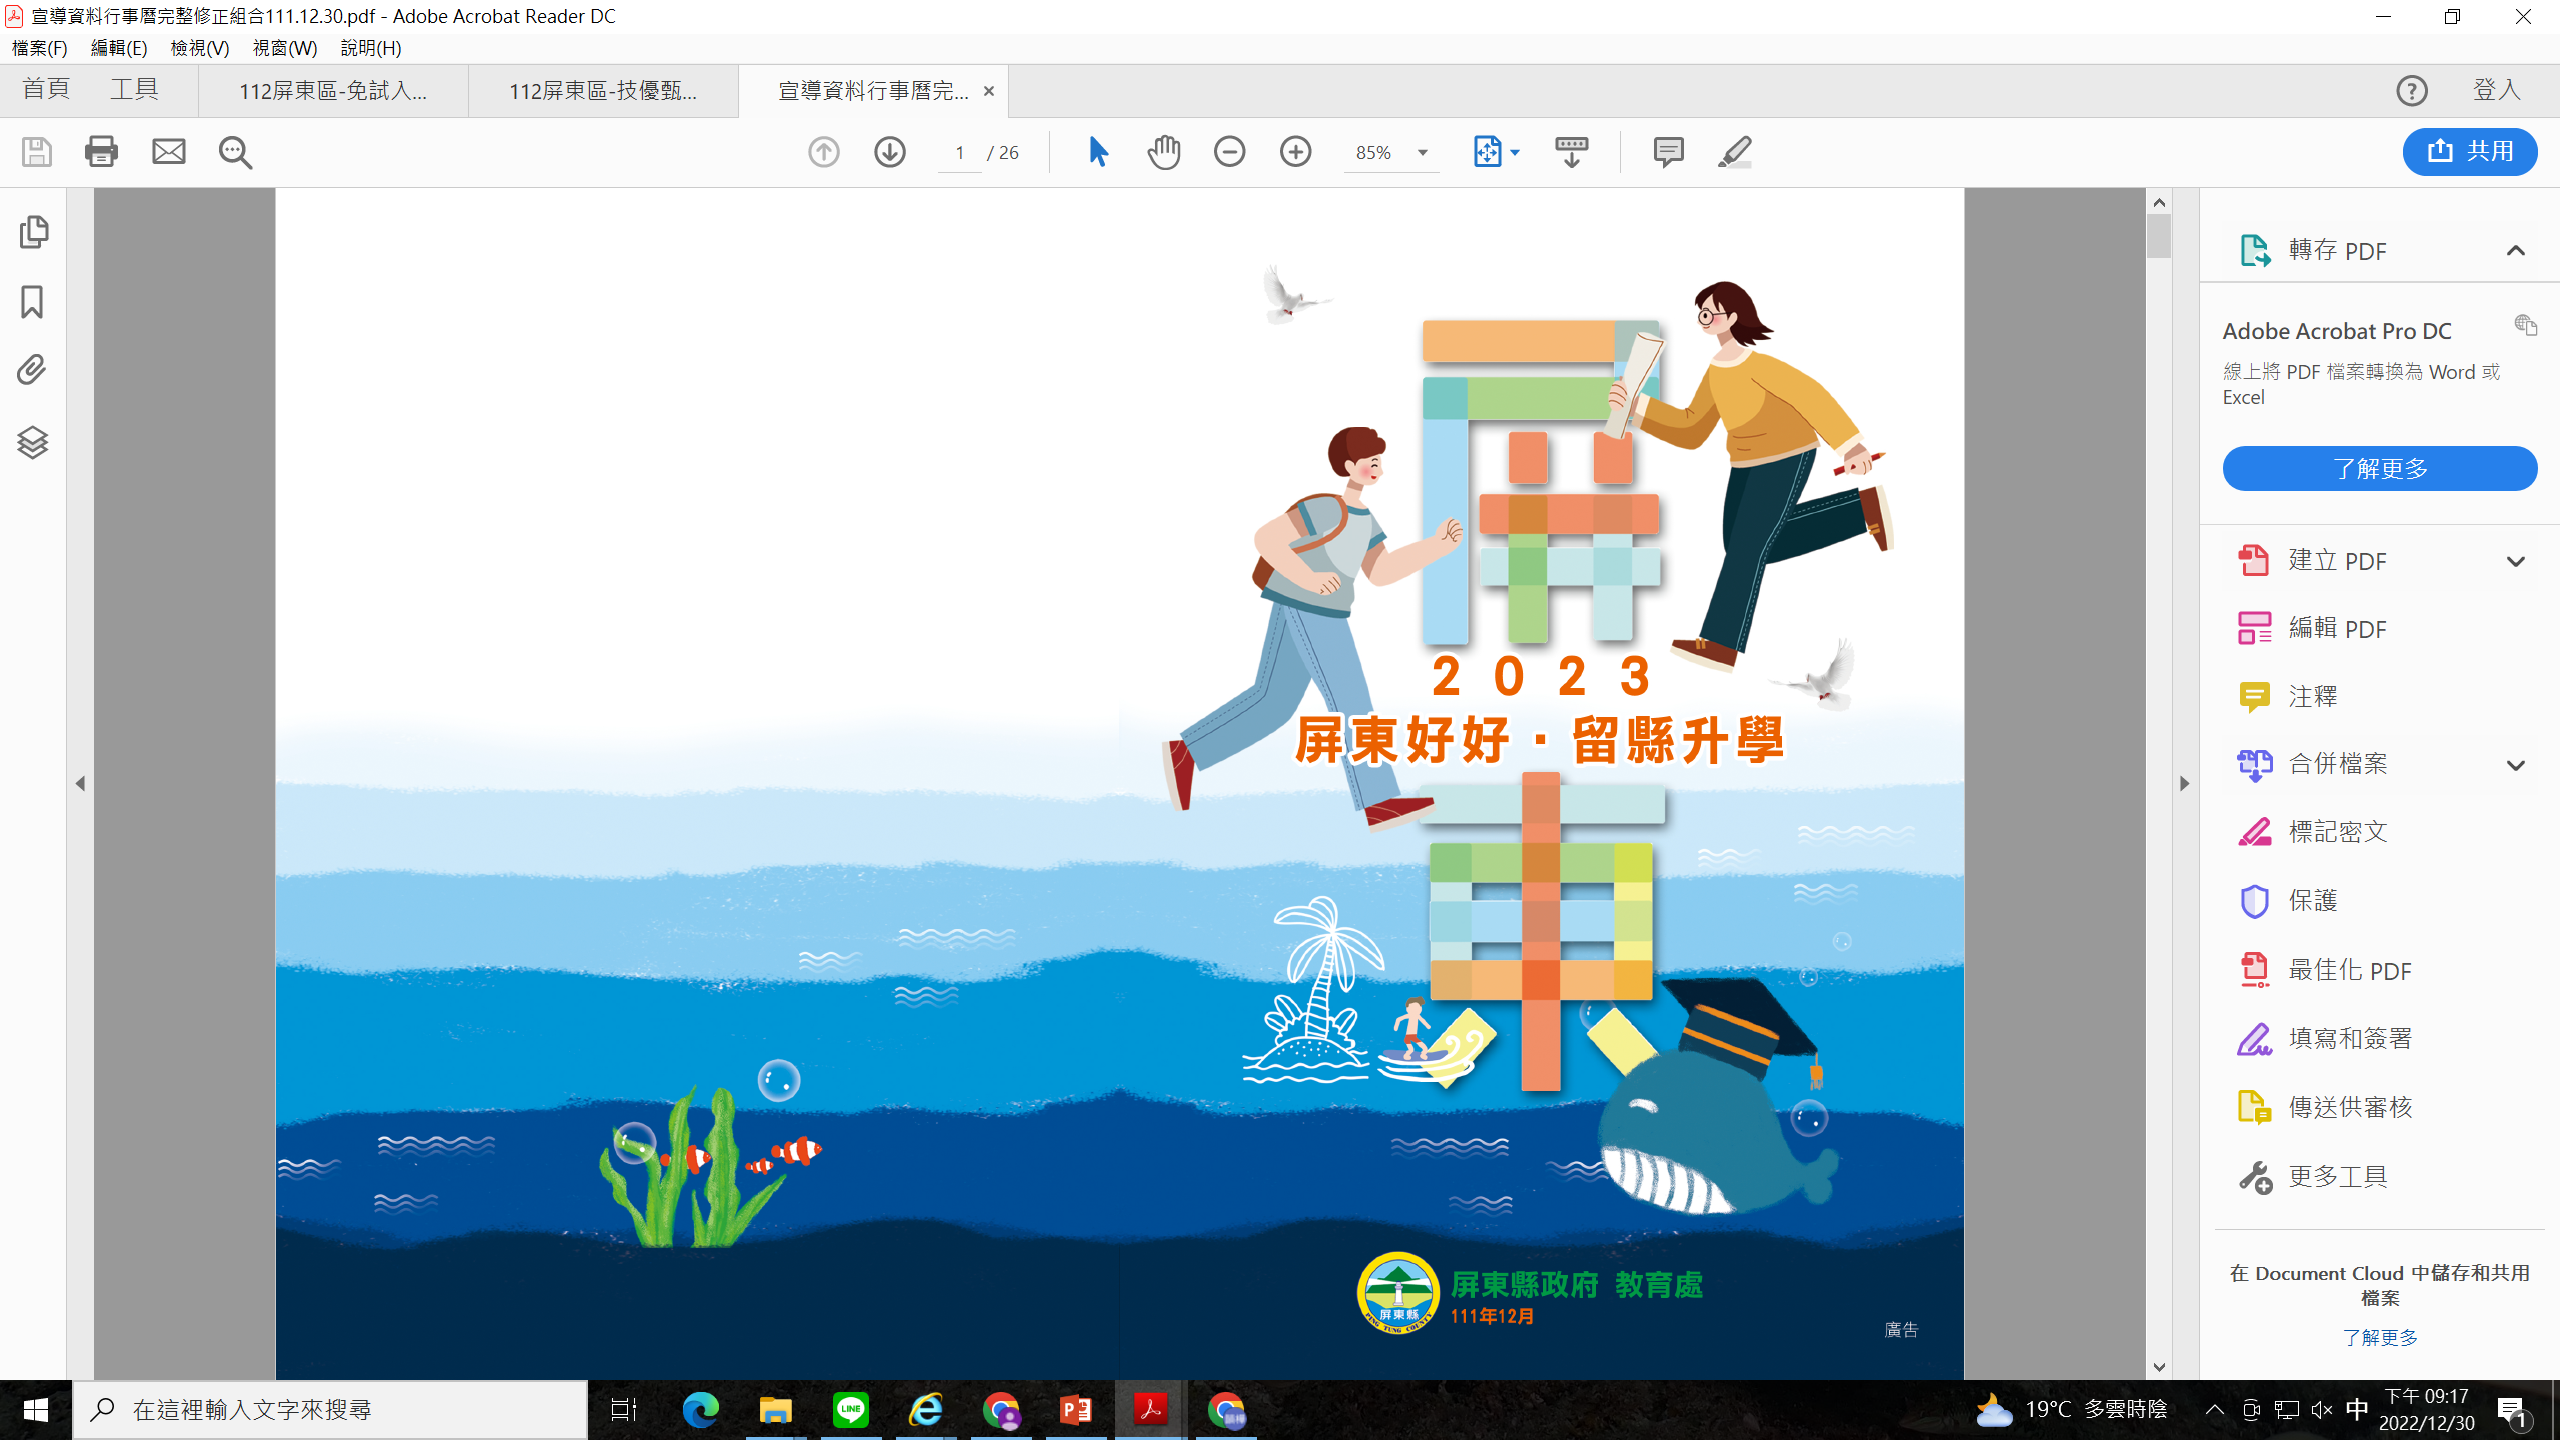 宣導資料行事曆完整修正組合111.12.30.pdf - Adobe Acrobat Reader DC
檔案(F) 編輯(E) 檢視(V) 視窗(W) 說明(H)
首頁 工具 112屏東區-免試入... 112屏東區-技優甄... 宣導資料行事曆完... × 登入
1 / 26 85% 共用
屏
2023
屏東好好·留縣升學
東
屏東縣
PING TUNG COUNTY
屏東縣政府 教育處
111年12月
廣告
轉存 PDF
Adobe Acrobat Pro DC
線上將 PDF 檔案轉換為 Word 或
Excel
了解更多
建立 PDF
編輯 PDF
注釋
合併檔案
標記密文
保護
最佳化 PDF
填寫和簽署
傳送供審核
更多工具
在 Document Cloud 中儲存和共用
檔案
了解更多
在這裡輸入文字來搜尋
LINE
19°C 多雲時陰
中
下午 09:17
2022/12/30
1